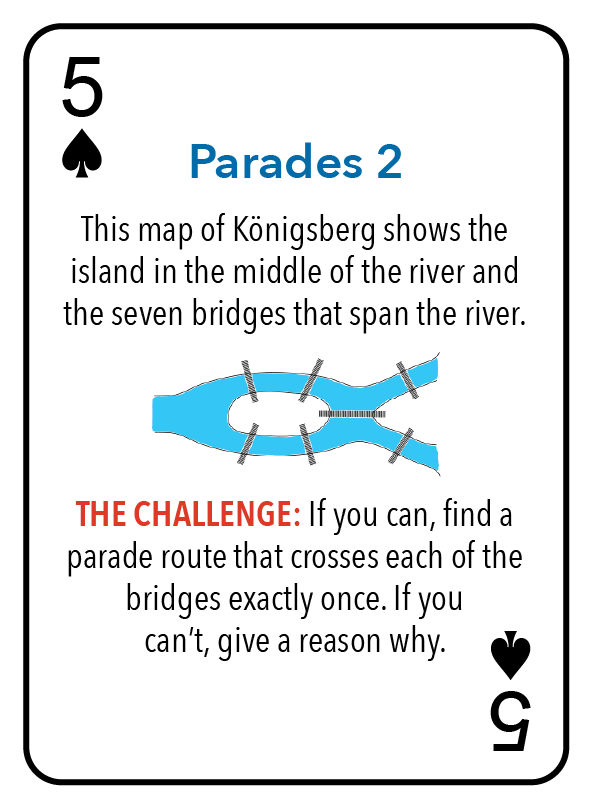 5
Parades 2
This map of Königsberg shows the
island in the middle of the river and
the seven bridges that span the river.
THE CHALLENGE: If you can, find a
parade route that crosses each of the
bridges exactly once. If you
can’t, give a reason why.
5